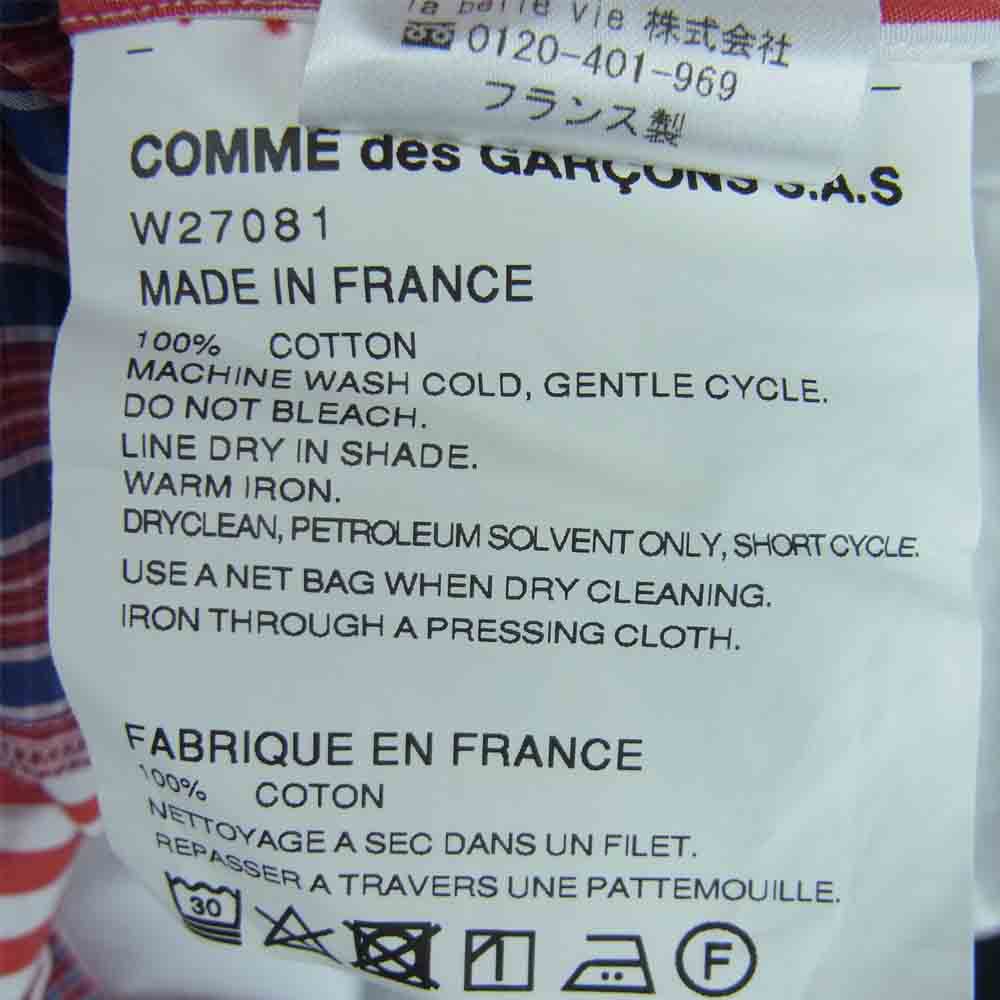 la belle vie 株式会社
0120-401-969
フランス製
COMME des GARÇONS S.A.S
W27081
MADE IN FRANCE
100% COTTON
MACHINE WASH COLD, GENTLE CYCLE.
DO NOT BLEACH.
LINE DRY IN SHADE.
WARM IRON.
DRYCLEAN, PETROLEUM SOLVENT ONLY, SHORT CYCLE.
USE A NET BAG WHEN DRY CLEANING.
IRON THROUGH A PRESSING CLOTH.
FABRIQUE EN FRANCE
100% COTON
NETTOYAGE A SEC DANS UN FILET.
REPASSER A TRAVERS UNE PATTEMOUILLE.
30 F